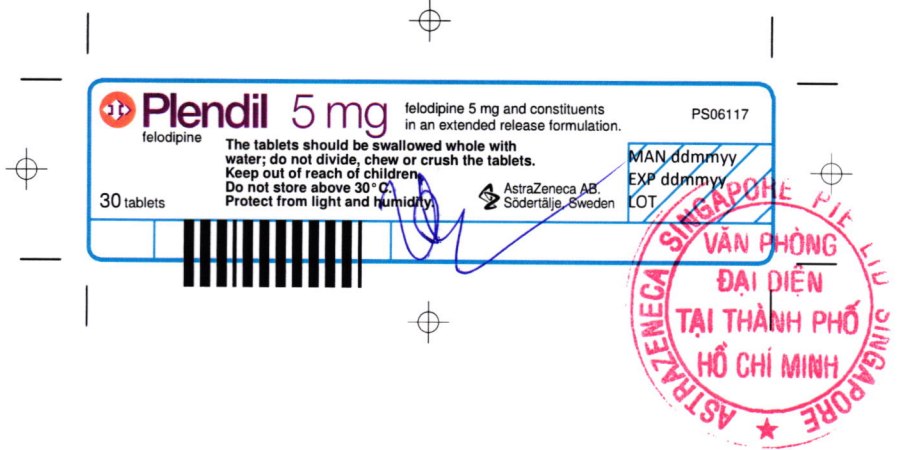 Plendil 5 mg
felodipine
felodipine 5 mg and constituents
in an extended release formulation.
PS06117
The tablets should be swallowed whole with
water; do not divide, chew or crush the tablets.
Keep out of reach of children.
Do not store above 30°C.
Protect from light and humidity.
30 tablets
AstraZeneca AB.
Södertälje, Sweden
MAN ddmmyy
EXP ddmmyy
LOT
ASTRAZENECA SINGAPORE PTE LTD SINGAPORE
VĂN PHÒNG
ĐẠI DIỆN
TẠI THÀNH PHỐ
HỒ CHÍ MINH